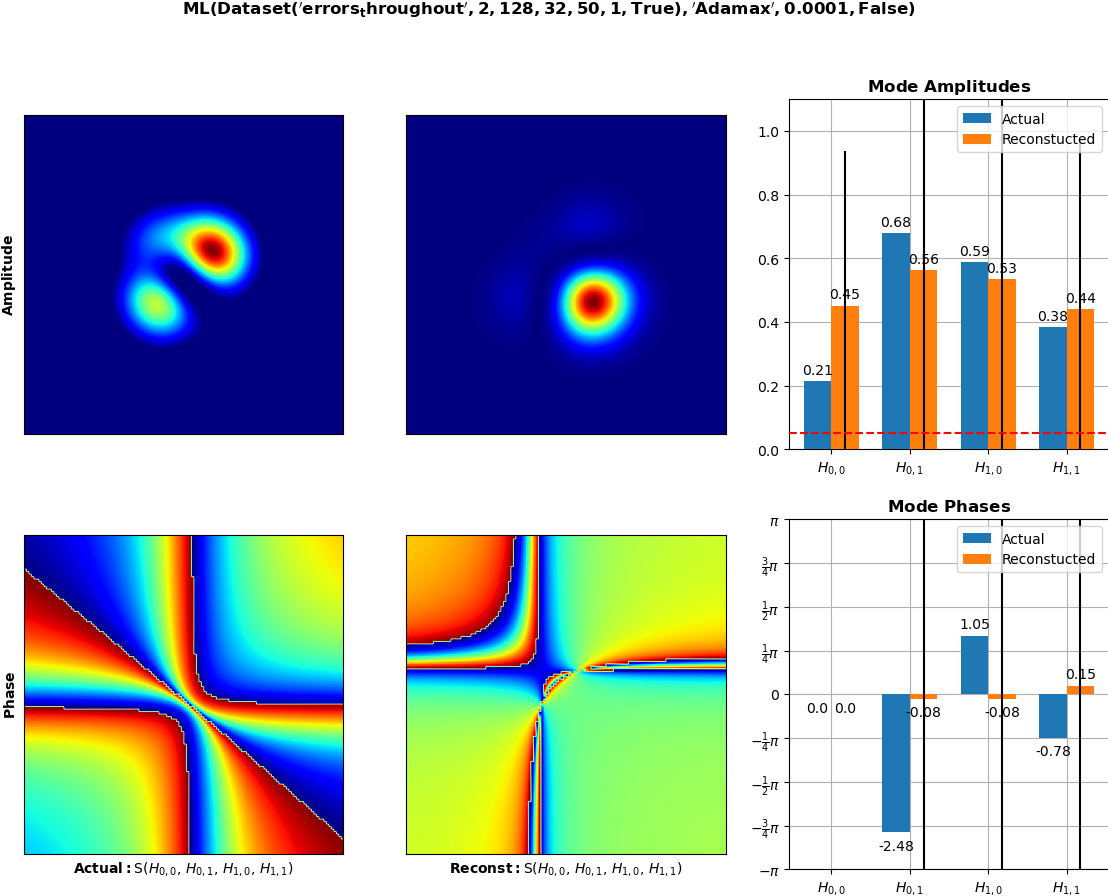 ML(Dataset('errors_throughout', 2, 128, 32, 50, 1, True), 'Adamax', 0.0001, False)
Amplitude
Mode Amplitudes
Actual
Reconstucted
1.0
0.8
0.6
0.4
0.2
0.0
0.21
0.45
0.68
0.56
0.59
0.53
0.38
0.44
H0,0
H0,1
H1,0
H1,1
Phase
Mode Phases
Actual
Reconstucted
π
3/4π
1/2π
1/4π
0
−1/4π
−1/2π
−3/4π
−π
0.0
0.0
-2.48
-0.08
1.05
-0.08
-0.78
0.15
H0,0
H0,1
H1,0
H1,1
Actual: S(H0,0, H0,1, H1,0, H1,1)
Reconst: S(H0,0, H0,1, H1,0, H1,1)